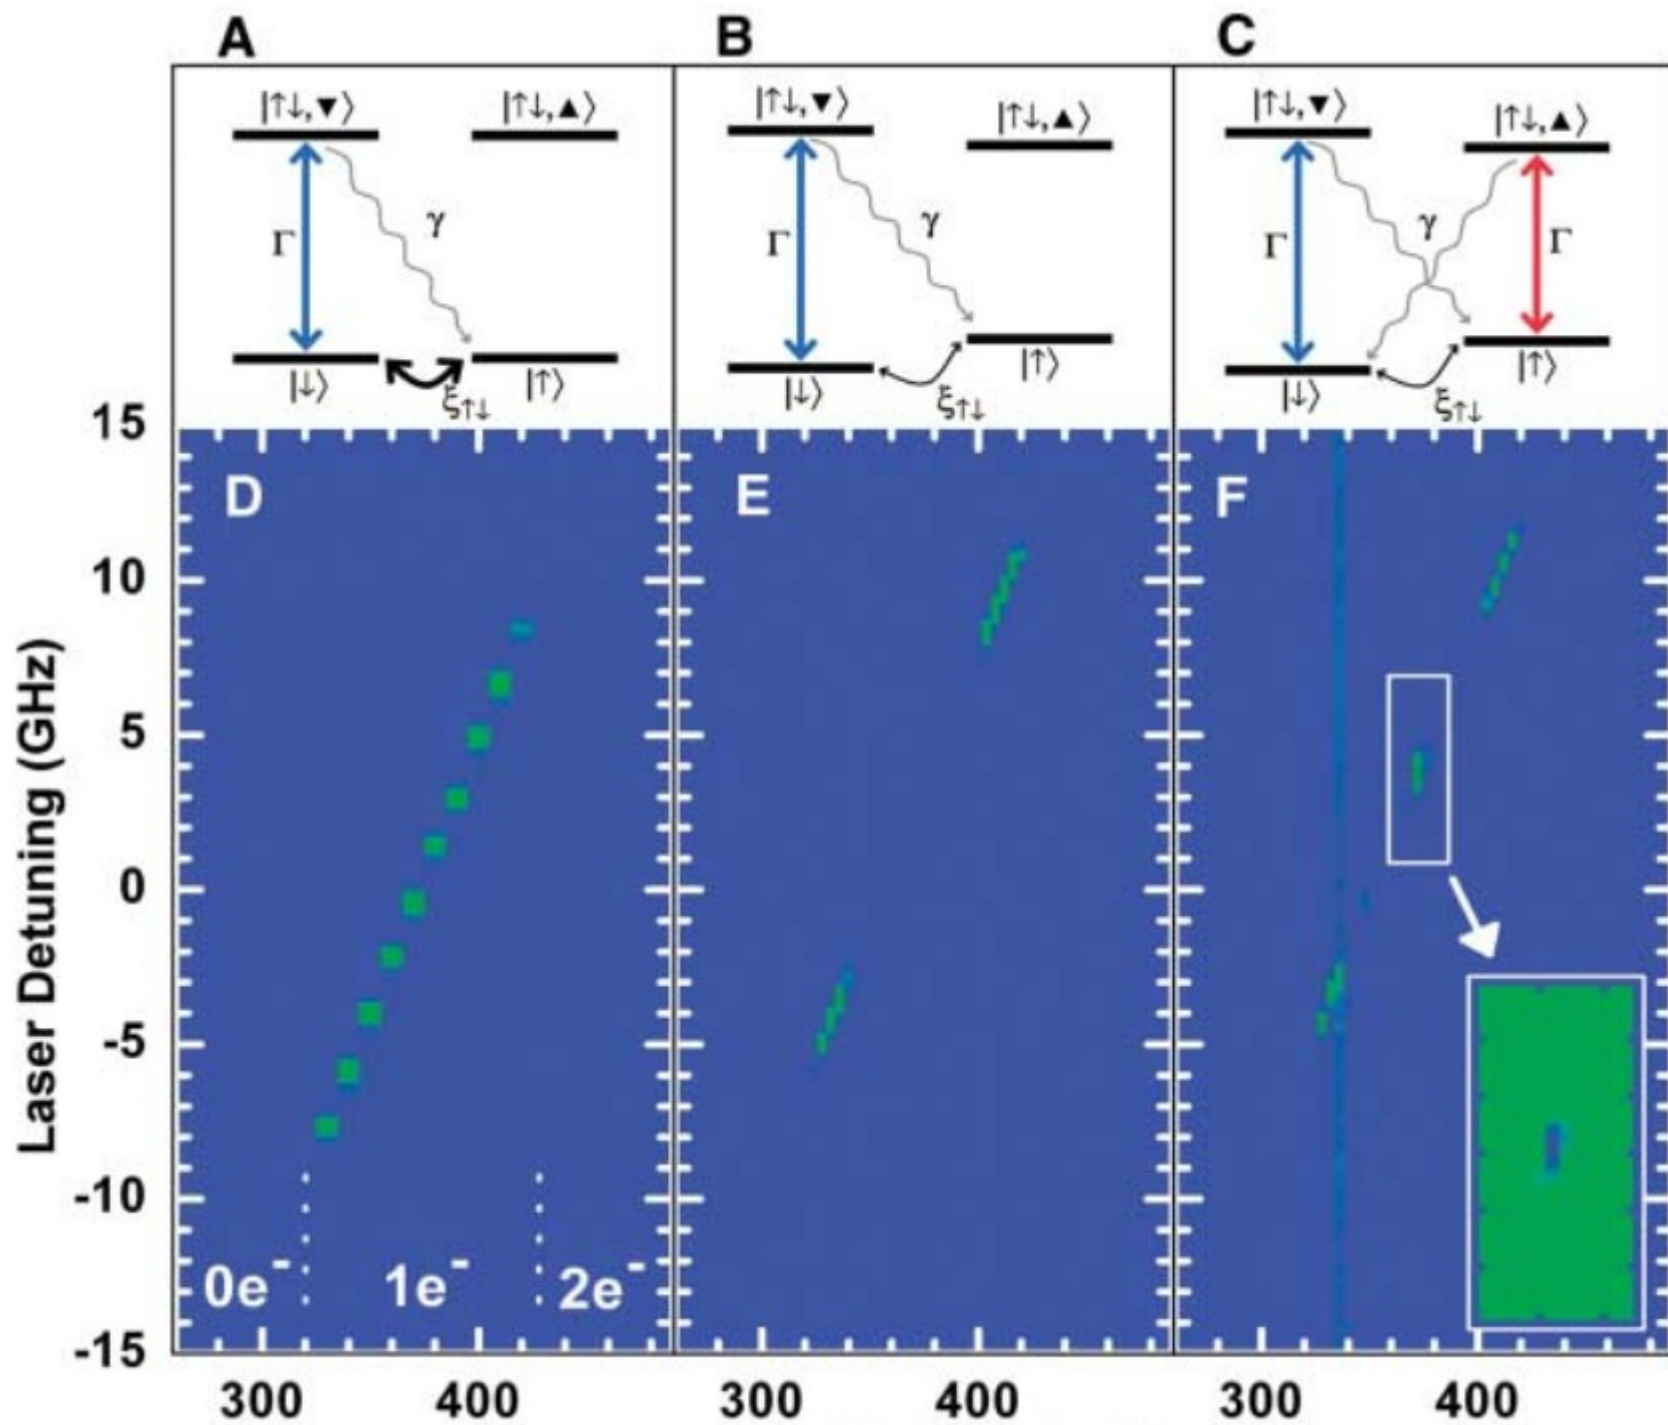 A B C
|↑↓,▼⟩ |↑↓,▲⟩ |↑↓,▼⟩ |↑↓,▲⟩ |↑↓,▼⟩ |↑↓,▲⟩
Γ γ Γ γ Γ γ Γ
|↓⟩ ξ↑↓ |↑⟩ |↓⟩ ξ↑↓ |↑⟩ |↓⟩ ξ↑↓ |↑⟩
Laser Detuning (GHz)
15
10
5
0
-5
-10
-15
D E F
0e⁻ 1e⁻ 2e⁻
300 400 300 400 300 400